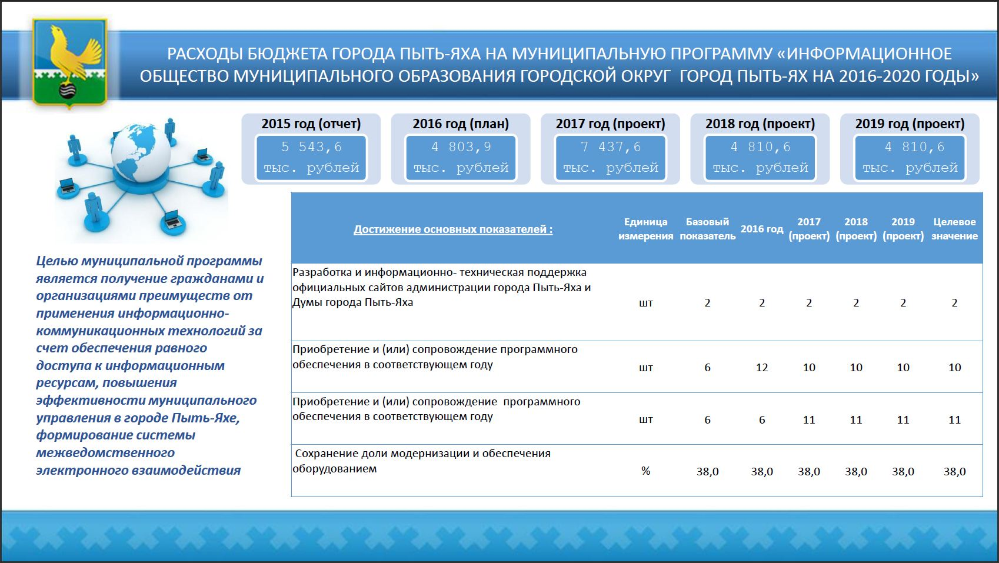 РАСХОДЫ БЮДЖЕТА ГОРОДА ПЫТЬ-ЯХА НА МУНИЦИПАЛЬНУЮ ПРОГРАММУ «ИНФОРМАЦИОННОЕ
ОБЩЕСТВО МУНИЦИПАЛЬНОГО ОБРАЗОВАНИЯ ГОРОДСКОЙ ОКРУГ ГОРОД ПЫТЬ-ЯХ НА 2016-2020 ГОДЫ»
2015 год (отчет)
5 543,6
тыс. рублей
2016 год (план)
4 803,9
тыс. рублей
2017 год (проект)
7 437,6
тыс. рублей
2018 год (проект)
4 810,6
тыс. рублей
2019 год (проект)
4 810,6
тыс. рублей
Целью муниципальной программы
является получение гражданами и
организациями преимуществ от
применения информационно-
коммуникационных технологий за
счет обеспечения равного
доступа к информационным
ресурсам, повышения
эффективности муниципального
управления в городе Пыть-Яхе,
формирование системы
межведомственного
электронного взаимодействия
Достижение основных показателей :
Единица
измерения
Базовый
показатель
2016 год
2017
(проект)
2018
(проект)
2019
(проект)
Целевое
значение
Разработка и информационно- техническая поддержка
официальных сайтов администрации города Пыть-Яха и
Думы города Пыть-Яха
шт 2 2 2 2 2 2
Приобретение и (или) сопровождение программного
обеспечения в соответствующем году
шт 6 12 10 10 10 10
Приобретение и (или) сопровождение программного
обеспечения в соответствующем году
шт 6 6 11 11 11 11
Сохранение доли модернизации и обеспечения
оборудованием
% 38,0 38,0 38,0 38,0 38,0 38,0